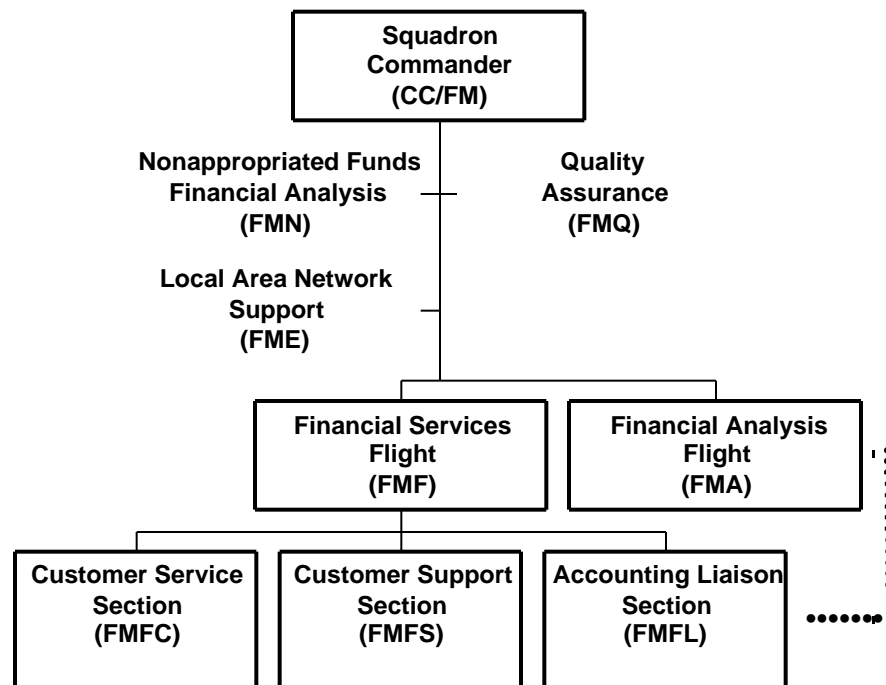 Squadron
Commander
(CC/FM)
Nonappropriated Funds
Financial Analysis
(FMN)
Quality
Assurance
(FMQ)
Local Area Network
Support
(FME)
Financial Services
Flight
(FMF)
Financial Analysis
Flight
(FMA)
Customer Service
Section
(FMFC)
Customer Support
Section
(FMFS)
Accounting Liaison
Section
(FMFL)